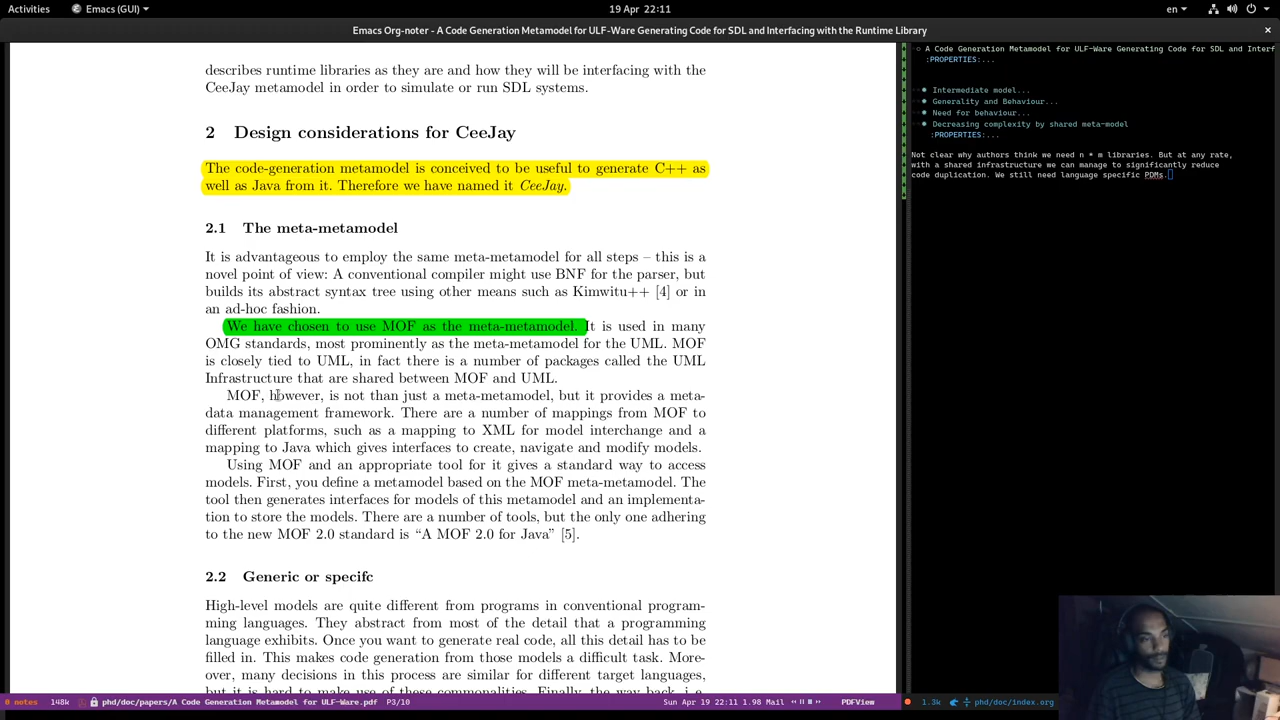 Activities
Emacs (GUI)
19 Apr 22:11
en
Emacs Org-noter - A Code Generation Metamodel for ULF-Ware Generating Code for SDL and Interfacing with the Runtime Library
describes runtime libraries as they are and how they will be interfacing with the
CeeJay metamodel in order to simulate or run SDL systems.
2 Design considerations for CeeJay
The code-generation metamodel is conceived to be useful to generate C++ as
well as Java from it. Therefore we have named it CeeJay.
2.1 The meta-metamodel
It is advantageous to employ the same meta-metamodel for all steps – this is a
novel point of view: A conventional compiler might use BNF for the parser, but
builds its abstract syntax tree using other means such as Kimwitu++ [4] or in
an ad-hoc fashion.
We have chosen to use MOF as the meta-metamodel. It is used in many
OMG standards, most prominently as the meta-metamodel for the UML. MOF
is closely tied to UML, in fact there is a number of packages called the UML
Infrastructure that are shared between MOF and UML.
MOF, however, is not than just a meta-metamodel, but it provides a meta-
data management framework. There are a number of mappings from MOF to
different platforms, such as a mapping to XML for model interchange and a
mapping to Java which gives interfaces to create, navigate and modify models.
Using MOF and an appropriate tool for it gives a standard way to access
models. First, you define a metamodel based on the MOF meta-metamodel. The
tool then generates interfaces for models of this metamodel and an implementa-
tion to store the models. There are a number of tools, but the only one adhering
to the new MOF 2.0 standard is “A MOF 2.0 for Java” [5].
2.2 Generic or specifc
High-level models are quite different from programs in conventional program-
ming languages. They abstract from most of the detail that a programming
language exhibits. Once you want to generate real code, all this detail has to be
filled in. This makes code generation from those models a difficult task. More-
over, many decisions in this process are similar for different target languages,
but it is hard to make use of these commonalities. Finally, the way back, i.e.
A Code Generation Metamodel for ULF-Ware Generating Code for SDL and Interf
:PROPERTIES:...
Intermediate model...
Generality and Behaviour...
Need for behaviour...
Decreasing complexity by shared meta-model
:PROPERTIES:...
Not clear why authors think we need n * m libraries. But at any rate,
with a shared infrastructure we can manage to significantly reduce
code duplication. We still need language specific PDMs.
0 notes 148k phd/doc/papers/A Code Generation Metamodel for ULF-Ware.pdf P3/10
Sun Apr 19 22:11 1.98 Mail
PDFView
1.3k phd/doc/index.org